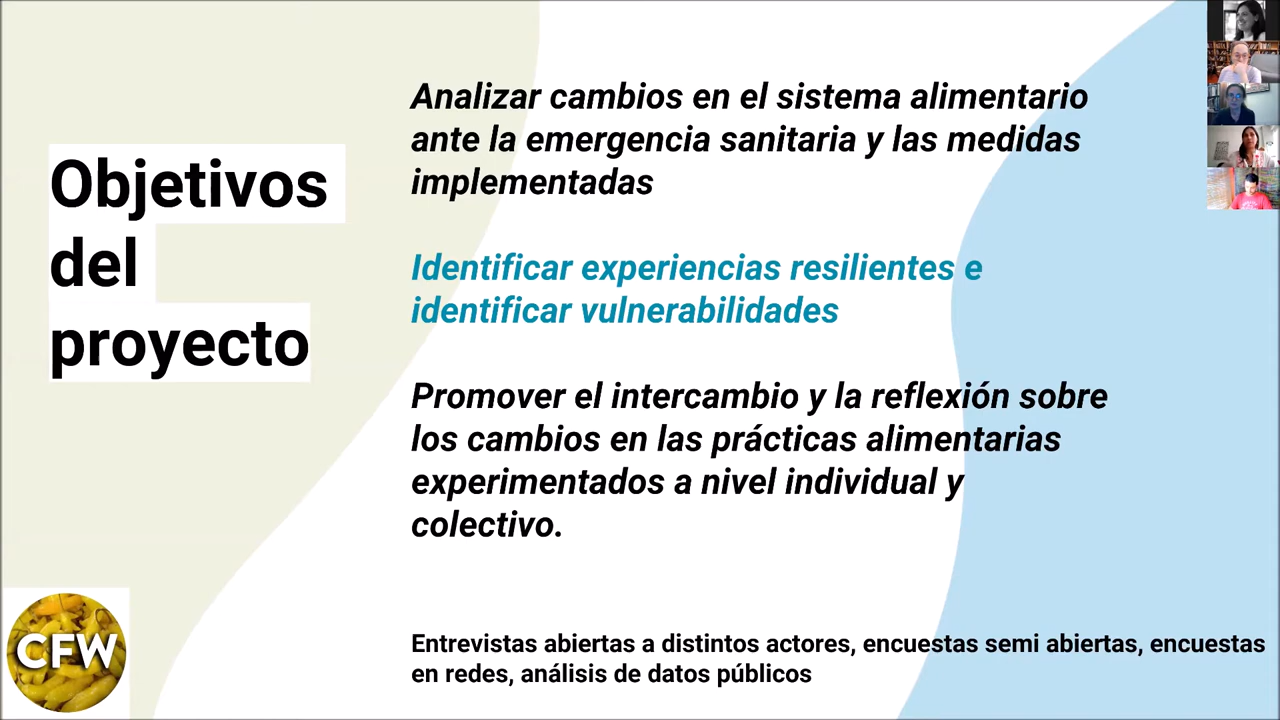 Objetivos
del
proyecto
Analizar cambios en el sistema alimentario
ante la emergencia sanitaria y las medidas
implementadas
Identificar experiencias resilientes e
identificar vulnerabilidades
Promover el intercambio y la reflexión sobre
los cambios en las prácticas alimentarias
experimentados a nivel individual y
colectivo.
Entrevistas abiertas a distintos actores, encuestas semi abiertas, encuestas
en redes, análisis de datos públicos
CFW